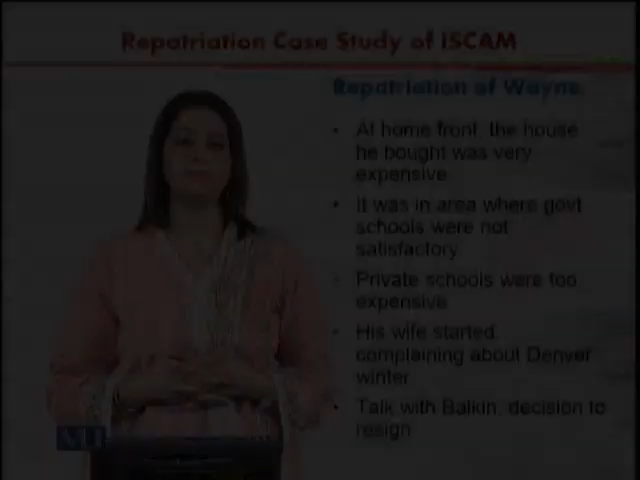 Repatriation Case Study of ISCAM
Repatriation of Wayne
• At home front, the house
he bought was very
expensive
• It was in area where govt
schools were not
satisfactory
• Private schools were too
expensive
• His wife started
complaining about Denver
winter
• Talk with Balkin, decision to
resign